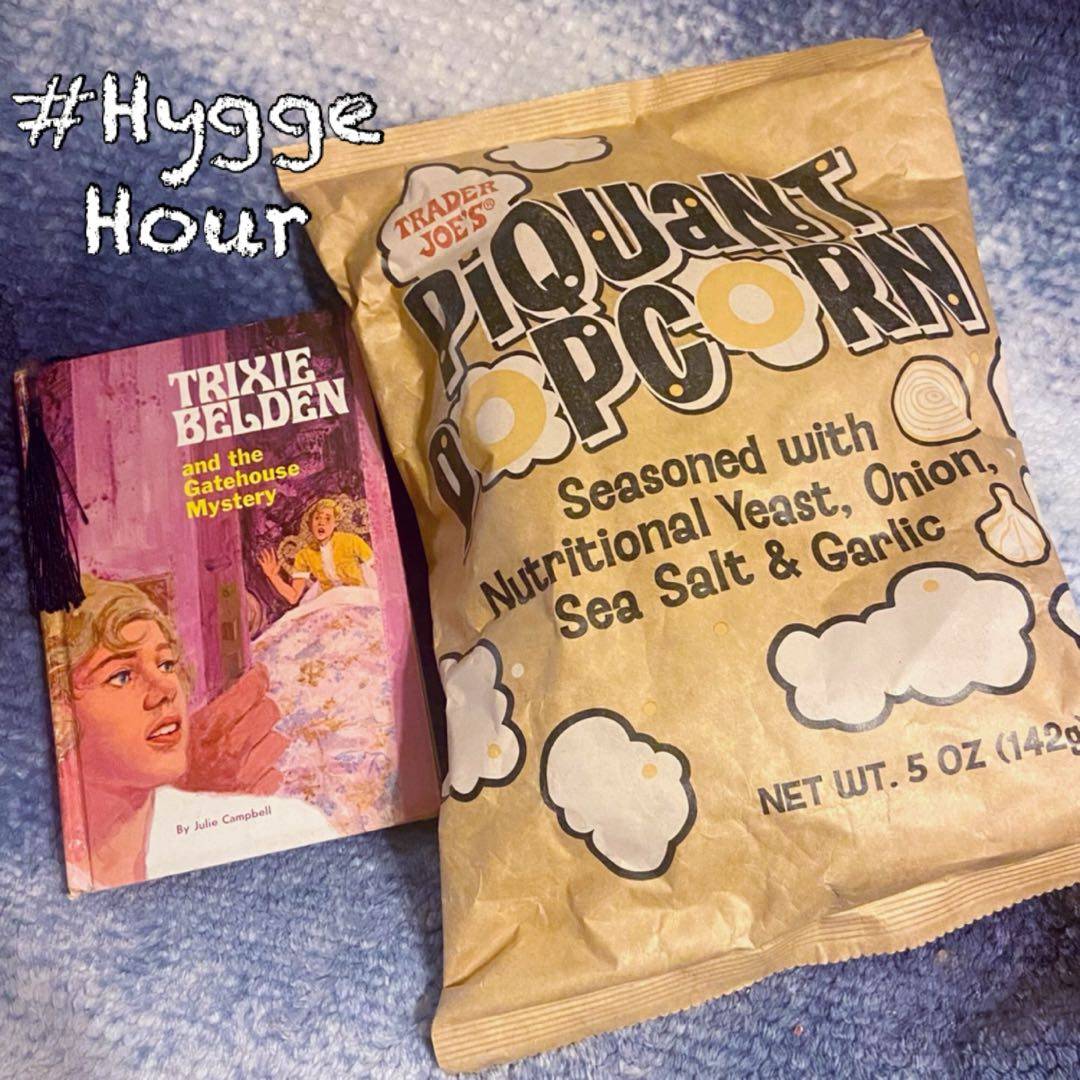 #Hygge
Hour
TRIXIE
BELDEN
and the
Gatehouse
Mystery
By Julie Campbell
TRADER
JOE'S®
PiQUaNT
POPCORN
Seasoned with
Nutritional Yeast, Onion,
Sea Salt & Garlic
NET WT. 5 OZ (142g)